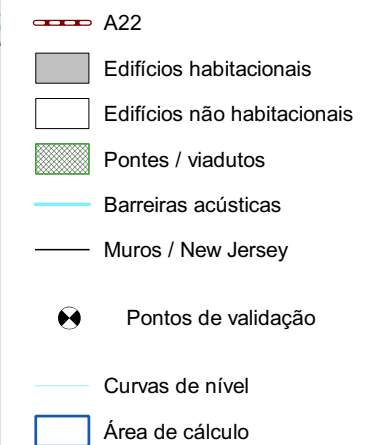 A22
Edifícios habitacionais
Edifícios não habitacionais
Pontes / viadutos
Barreiras acústicas
Muros / New Jersey
Pontos de validação
Curvas de nível
Área de cálculo